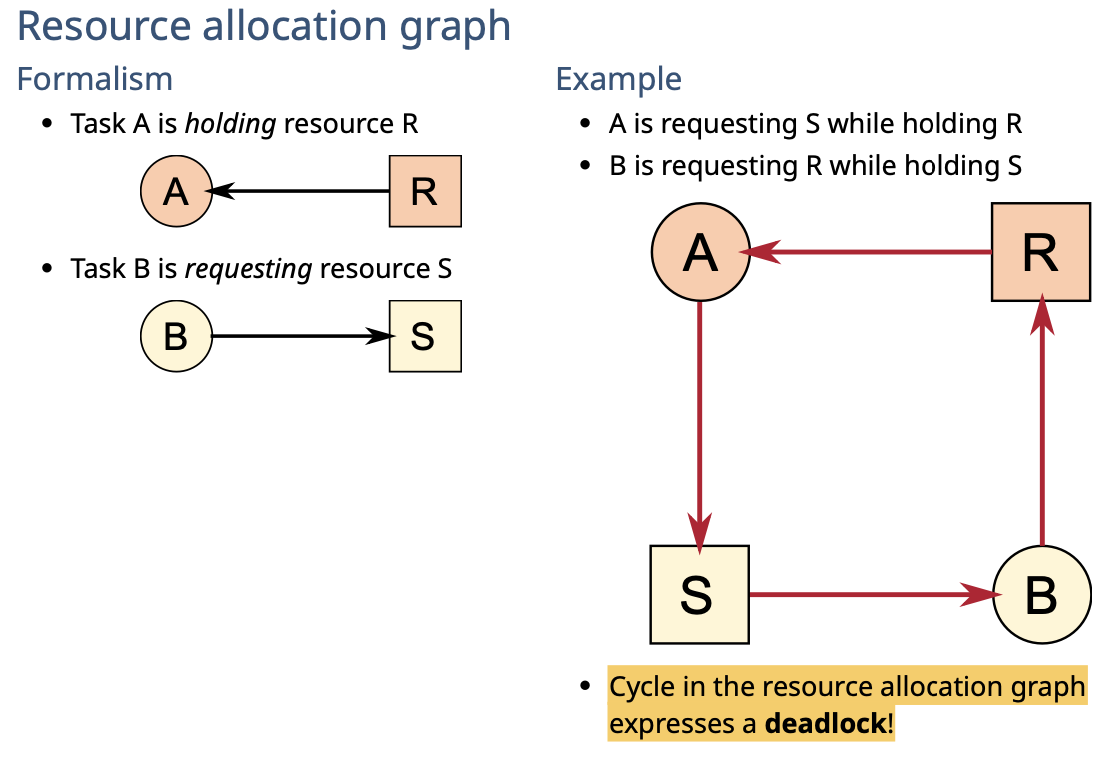 Resource allocation graph
Formalism
• Task A is holding resource R
A
R
• Task B is requesting resource S
B
S
Example
• A is requesting S while holding R
• B is requesting R while holding S
A
R
S
B
• Cycle in the resource allocation graph
expresses a deadlock!